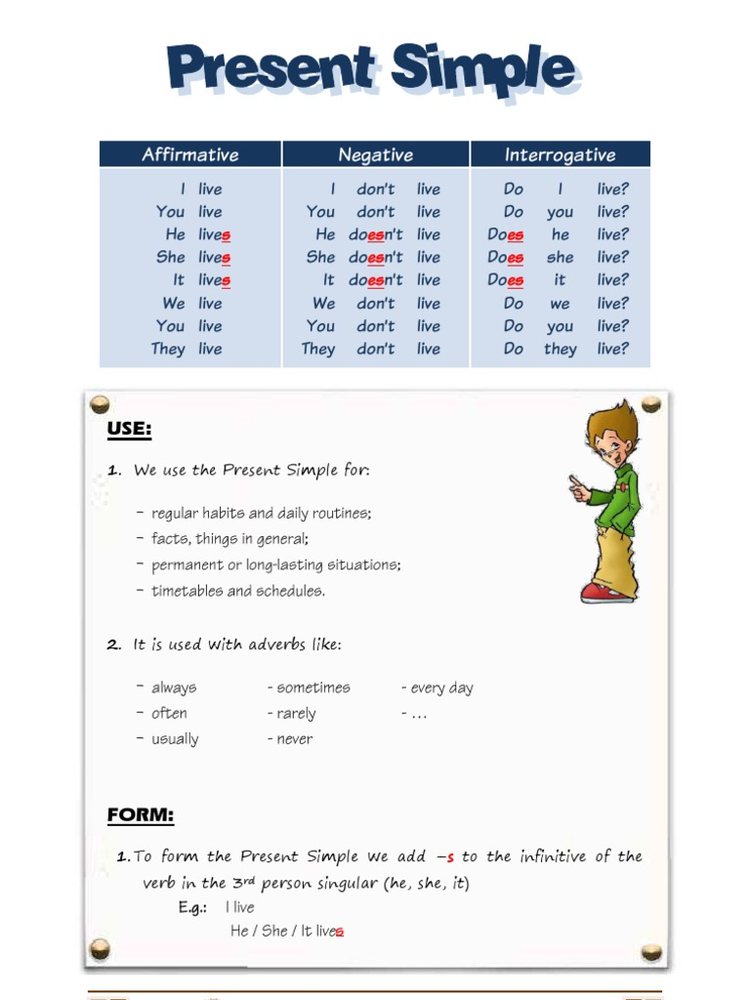 Present Simple
Affirmative Negative Interrogative
I live I don't live Do I live?
You live You don't live Do you live?
He lives He doesn't live Does he live?
She lives She doesn't live Does she live?
It lives It doesn't live Does it live?
We live We don't live Do we live?
You live You don't live Do you live?
They live They don't live Do they live?
USE:
1. We use the Present Simple for:
- regular habits and daily routines;
- facts, things in general;
- permanent or long-lasting situations;
- timetables and schedules.
2. It is used with adverbs like:
- always - sometimes - every day
- often - rarely - ...
- usually - never
FORM:
1. To form the Present Simple we add –s to the infinitive of the
verb in the 3rd person singular (he, she, it)
E.g.: I live
He / She / It lives